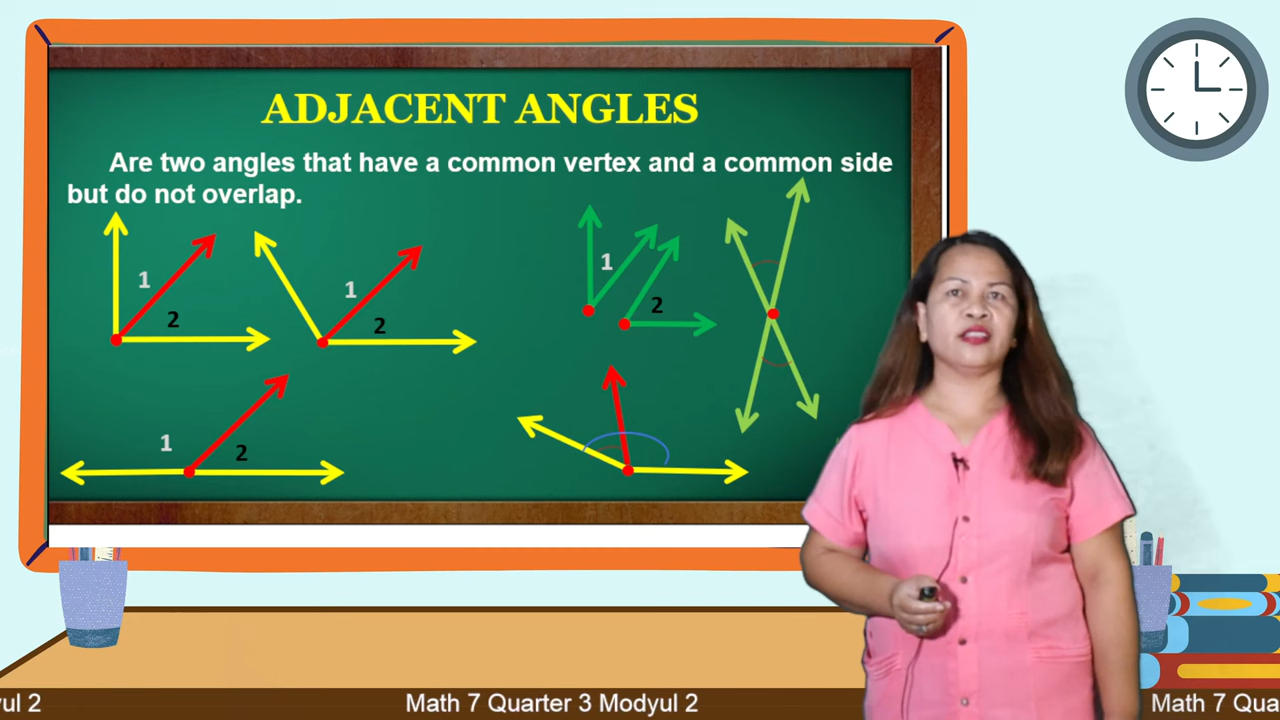 ADJACENT ANGLES
Are two angles that have a common vertex and a common side
but do not overlap.
1
2
1
2
1
2
1
2
yul 2
Math 7 Quarter 3 Modyul 2
Math 7 Qua